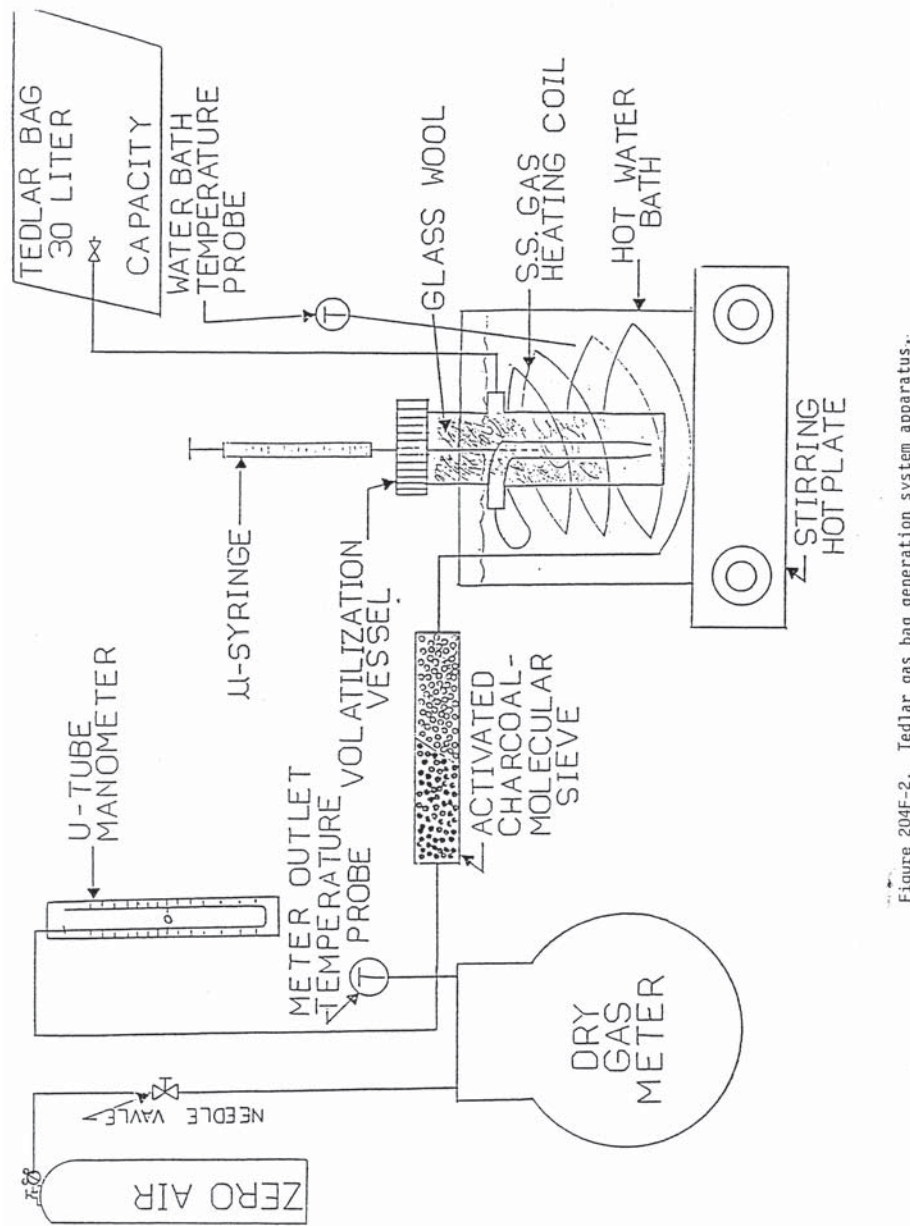 ZERO AIR
NEEDLE VAVLE
DRY
GAS
METER
U-TUBE
MANOMETER
0
METER OUTLET
TEMPERATURE
PROBE
T
ACTIVATED
CHARCOAL-
MOLECULAR
SIEVE
µ-SYRINGE
VOLATILIZATION
VESSEL
TEDLAR BAG
30 LITER
CAPACITY
WATER BATH
TEMPERATURE
PROBE
T
GLASS WOOL
S.S. GAS
HEATING COIL
HOT WATER
BATH
STIRRING
HOT PLATE
Figure 204F-2. Tedlar gas bag generation system apparatus.